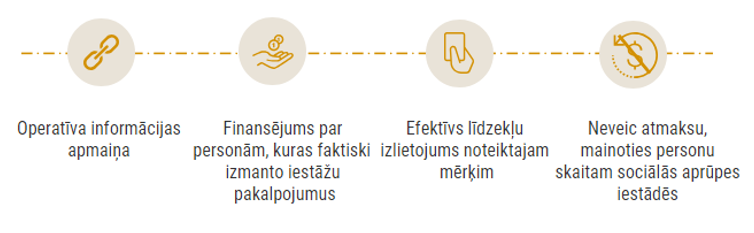 Operatīva informācijas
apmaiņa
Finansējums par
personām, kuras faktiski
izmanto iestāžu
pakalpojumus
Efektīvs līdzekļu
izlietojums noteiktajam
mērķim
Neveic atmaksu,
mainoties personu
skaitam sociālās aprūpes
iestādēs